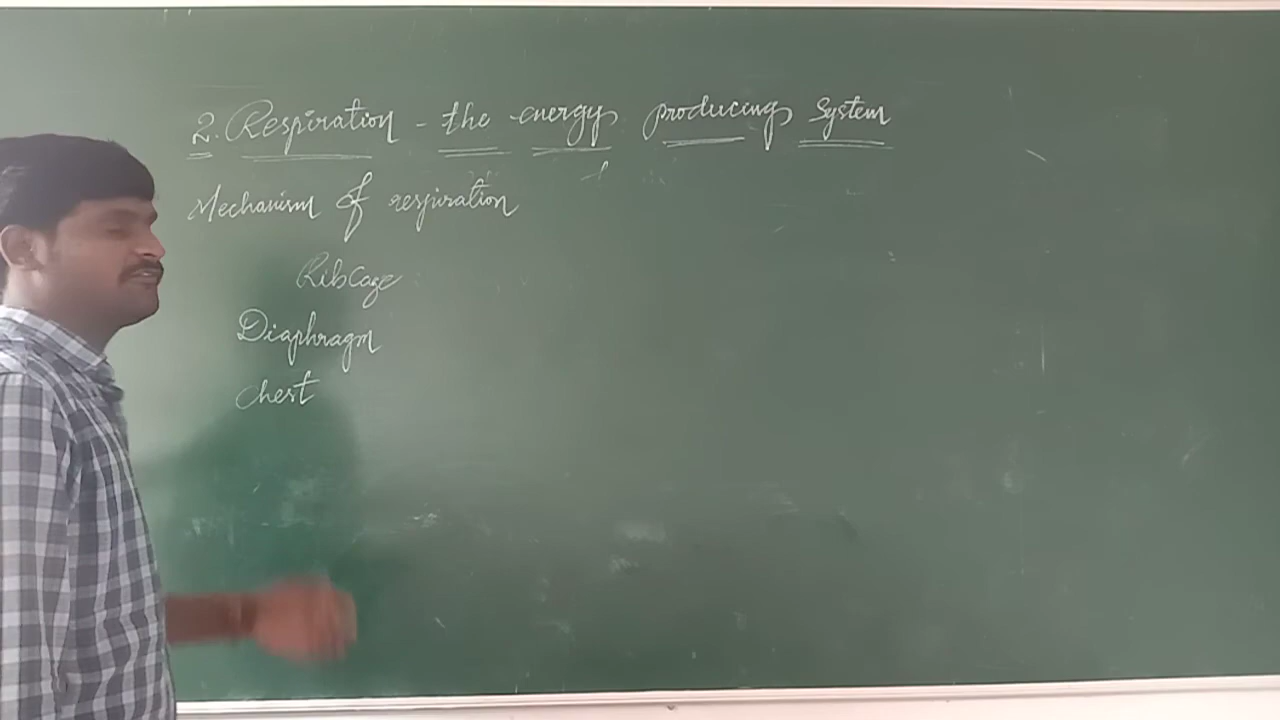 2. Respiration - the energy producing System
Mechanism of respiration
Ribcage
Diaphragm
chest